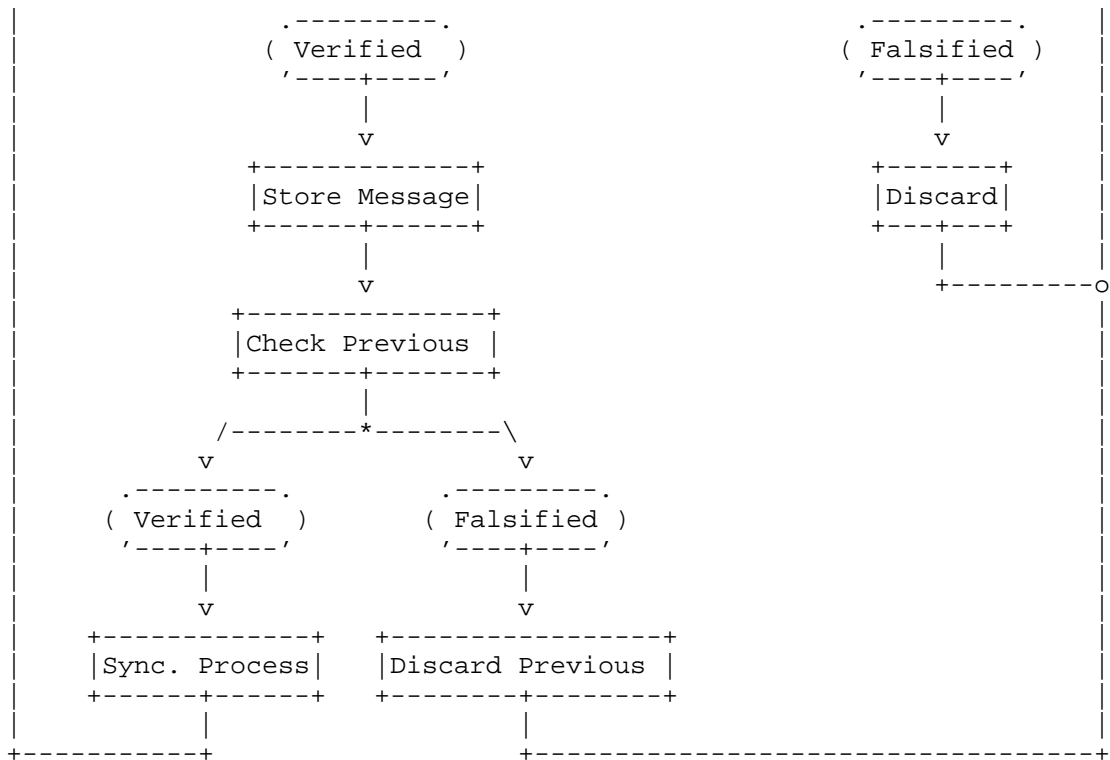 ( Verified )
( Falsified )
v
v
Store Message
Discard
v
o
Check Previous
v
v
( Verified )
( Falsified )
v
v
Sync. Process
Discard Previous